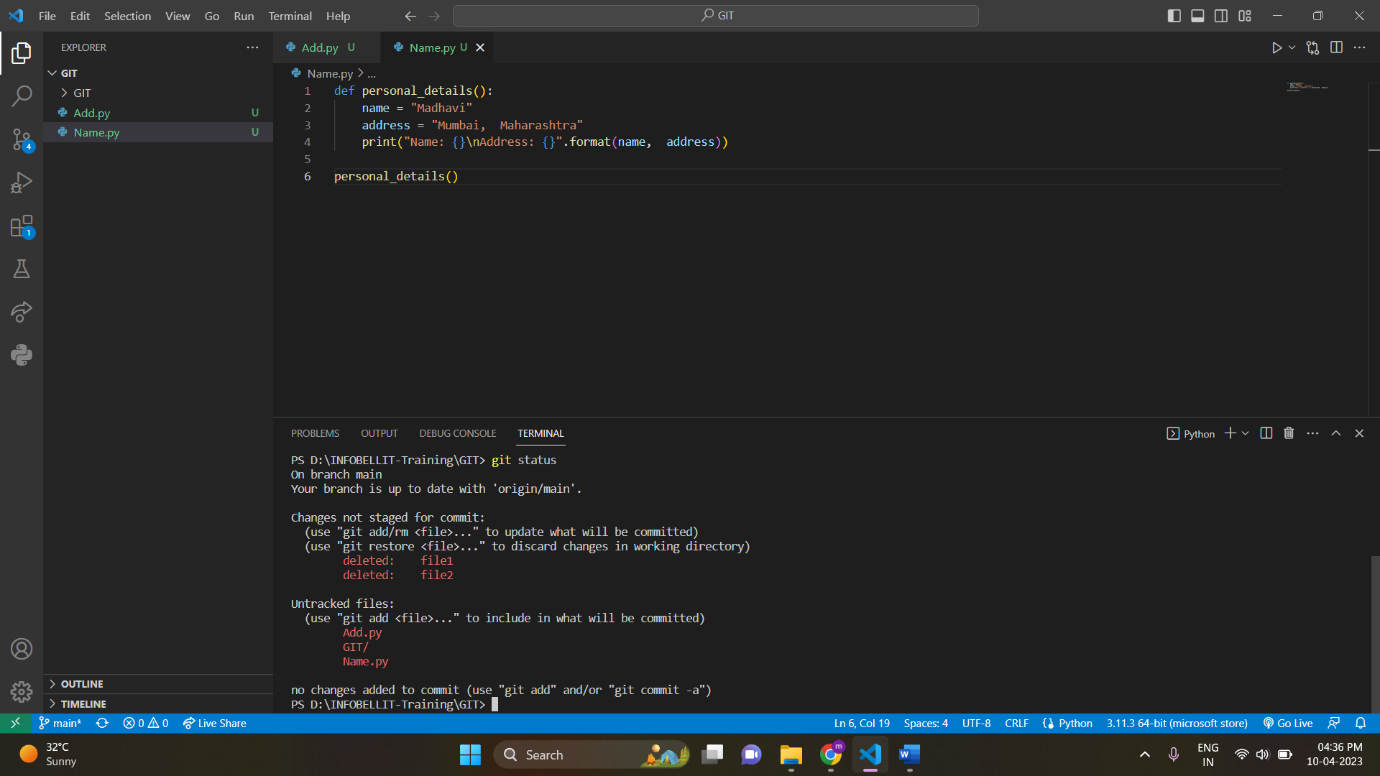 File Edit Selection View Go Run Terminal Help
GIT
EXPLORER
GIT
GIT
Add.py U
Name.py U
4
1
OUTLINE
TIMELINE
Add.py U
Name.py U
Name.py > ...
1 def personal_details():
2 name = "Madhavi"
3 address = "Mumbai,  Maharashtra"
4 print("Name: {}\nAddress: {}".format(name,  address))
5
6 personal_details()
PROBLEMS OUTPUT DEBUG CONSOLE TERMINAL
Python
PS D:\INFOBELLIT-Training\GIT> git status
On branch main
Your branch is up to date with 'origin/main'.
Changes not staged for commit:
(use "git add/rm <file>..." to update what will be committed)
(use "git restore <file>..." to discard changes in working directory)
deleted:    file1
deleted:    file2
Untracked files:
(use "git add <file>..." to include in what will be committed)
Add.py
GIT/
Name.py
no changes added to commit (use "git add" and/or "git commit -a")
PS D:\INFOBELLIT-Training\GIT>
main* 0 0 Live Share Ln 6, Col 19 Spaces: 4 UTF-8 CRLF Python 3.11.3 64-bit (microsoft store) Go Live
32°C
Sunny
Search
m
ENG
IN
04:36 PM
10-04-2023